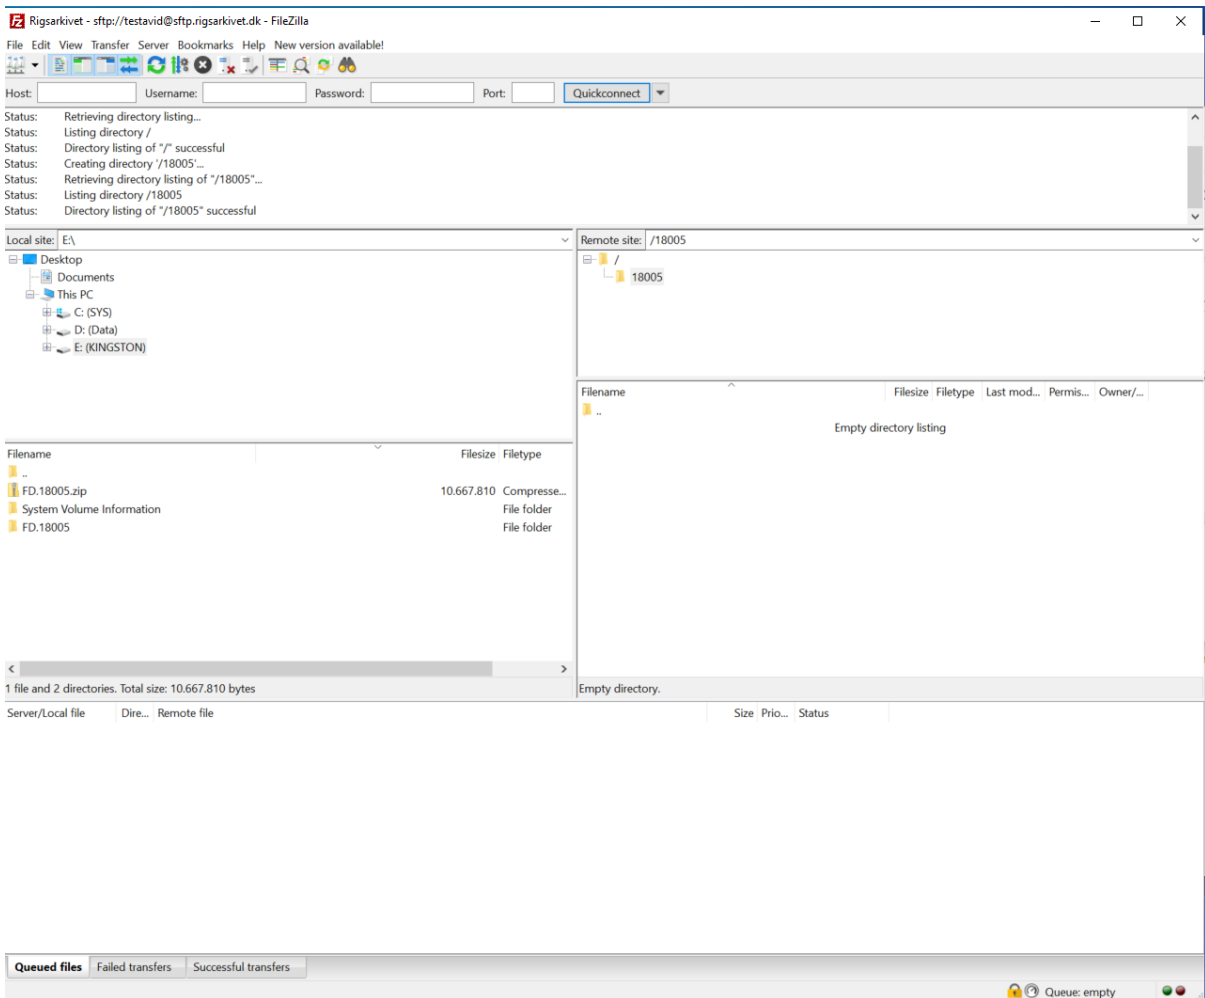 Rigsarkivet - sftp://testavid@sftp.rigsarkivet.dk - FileZilla
File Edit View Transfer Server Bookmarks Help New version available!
Host: Username: Password: Port: Quickconnect
Status: Retrieving directory listing...
Status: Listing directory /
Status: Directory listing of "/" successful
Status: Creating directory '/18005'...
Status: Retrieving directory listing of "/18005"...
Status: Listing directory /18005
Status: Directory listing of "/18005" successful
Local site: E:\
Desktop
Documents
This PC
C: (SYS)
D: (Data)
E: (KINGSTON)
Filename Filesize Filetype
..
FD.18005.zip 10.667.810 Compresse...
System Volume Information File folder
FD.18005 File folder
1 file and 2 directories. Total size: 10.667.810 bytes
Remote site: /18005
/
18005
Filename Filesize Filetype Last mod... Permis... Owner/...
..
Empty directory listing
Empty directory.
Server/Local file Dire... Remote file Size Prio... Status
Queued files Failed transfers Successful transfers
Queue: empty